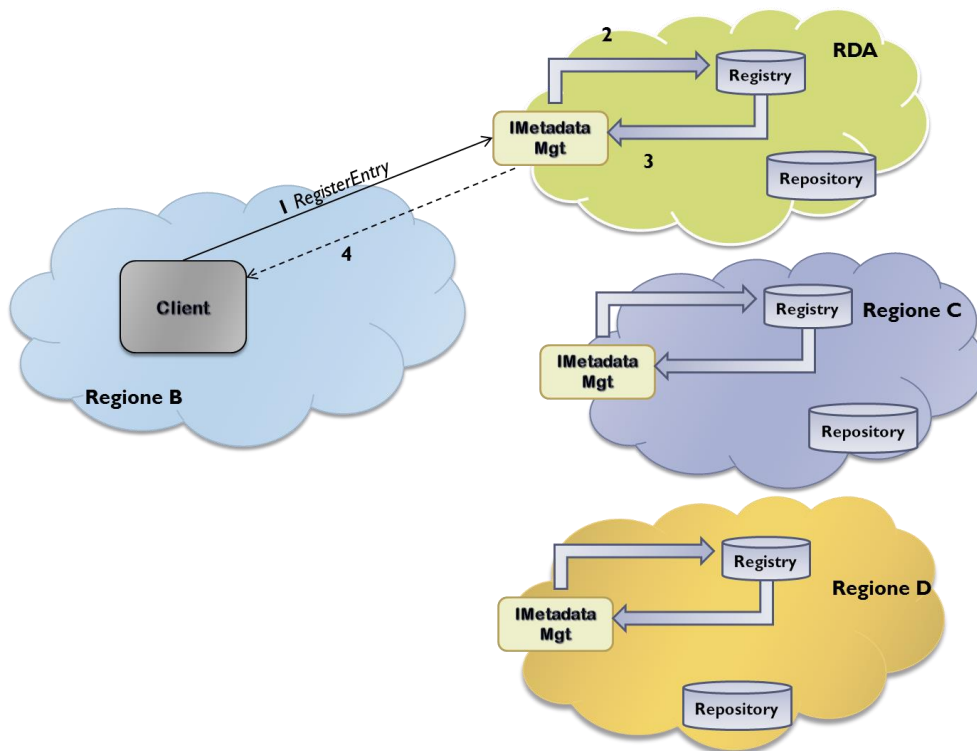 2
RDA
Registry
IMetadata
Mgt
3
Repository
1 RegisterEntry
4
Client
Regione B
Registry
Regione C
IMetadata
Mgt
Repository
Registry
Regione D
IMetadata
Mgt
Repository